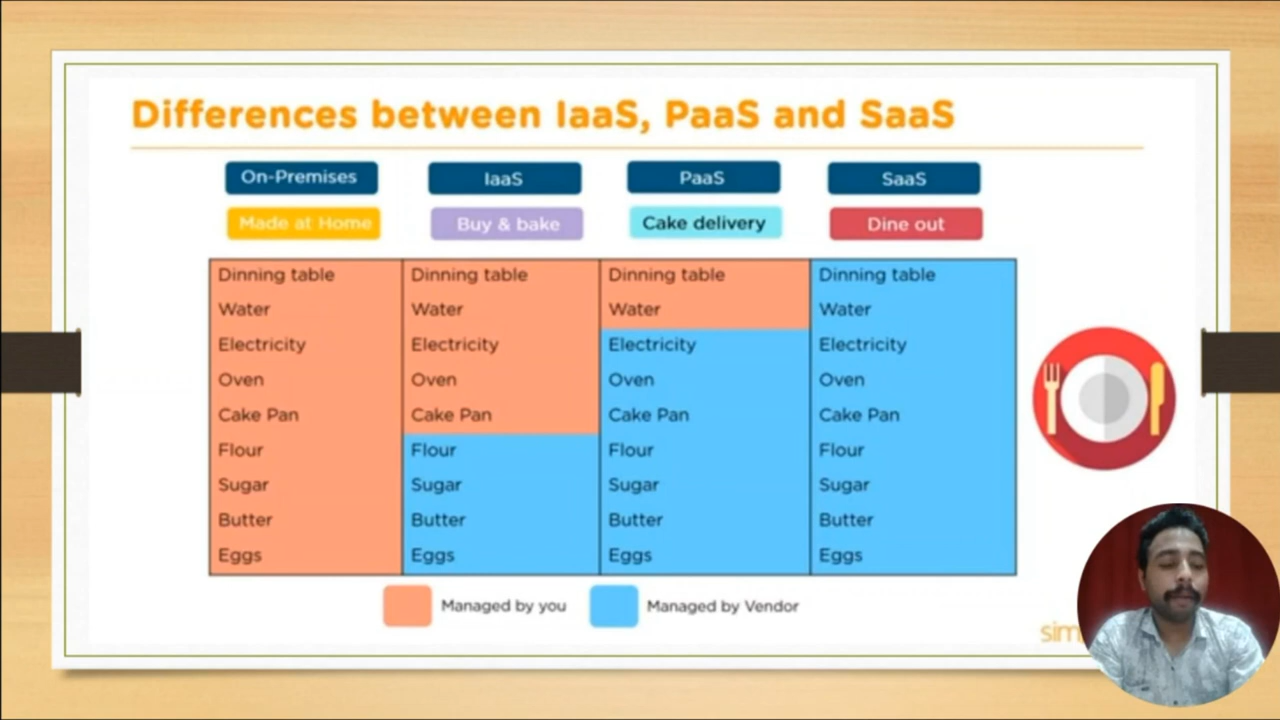 Differences between IaaS, PaaS and SaaS
On-Premises IaaS PaaS SaaS
Made at Home Buy & bake Cake delivery Dine out
Dinning table Dinning table Dinning table Dinning table
Water Water Water Water
Electricity Electricity Electricity Electricity
Oven Oven Oven Oven
Cake Pan Cake Pan Cake Pan Cake Pan
Flour Flour Flour Flour
Sugar Sugar Sugar Sugar
Butter Butter Butter Butter
Eggs Eggs Eggs Eggs
Managed by you Managed by Vendor